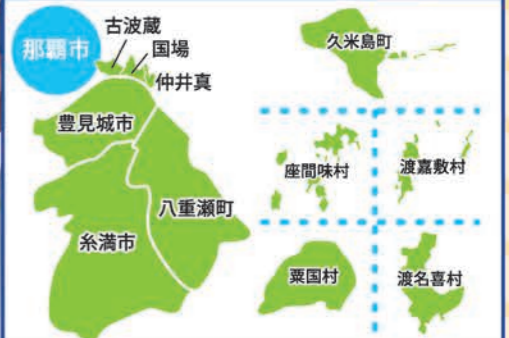 古波蔵
国場
那覇市
仲井真
久米島町
豊見城市
座間味村
渡嘉敷村
八重瀬町
糸満市
粟国村
渡名喜村